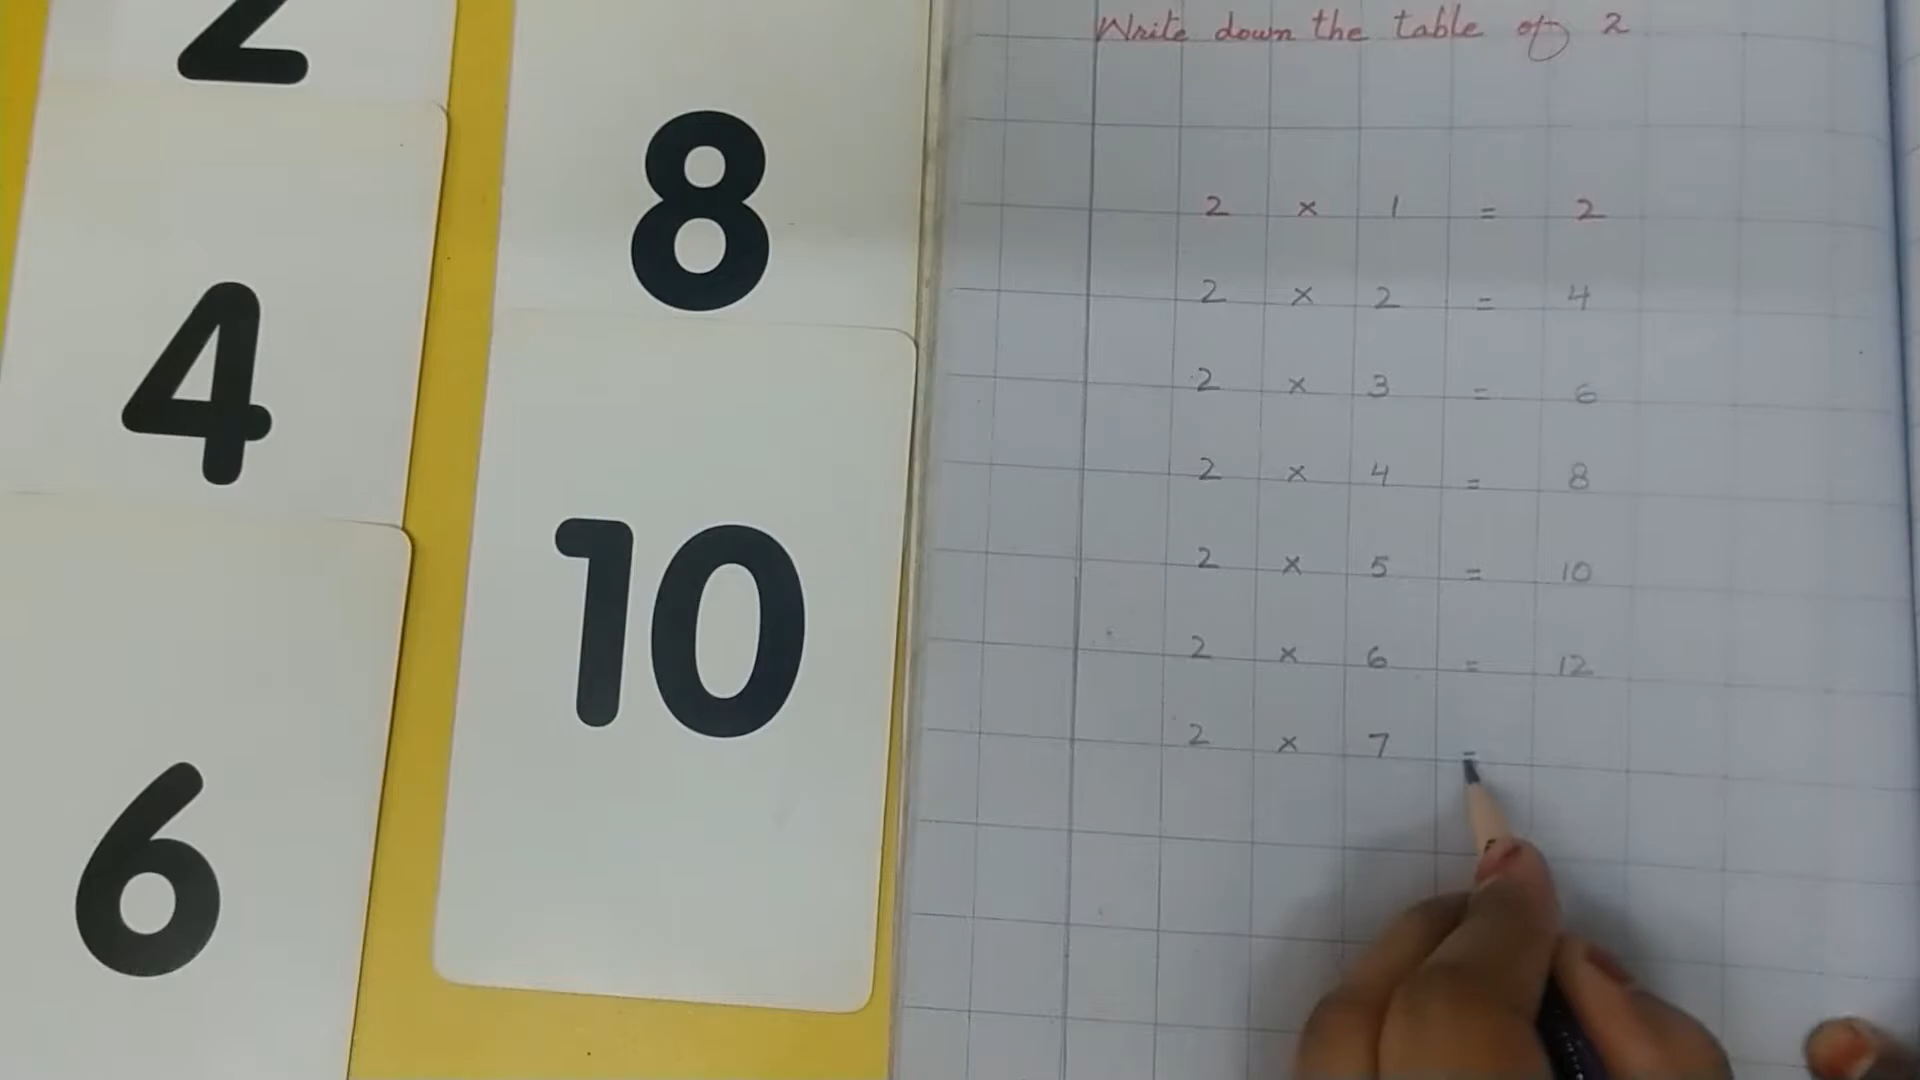 2
4
6
8
10
Write down the table of 2
2 × 1 = 2
2 × 2 = 4
2 × 3 = 6
2 × 4 = 8
2 × 5 = 10
2 × 6 = 12
2 × 7 =